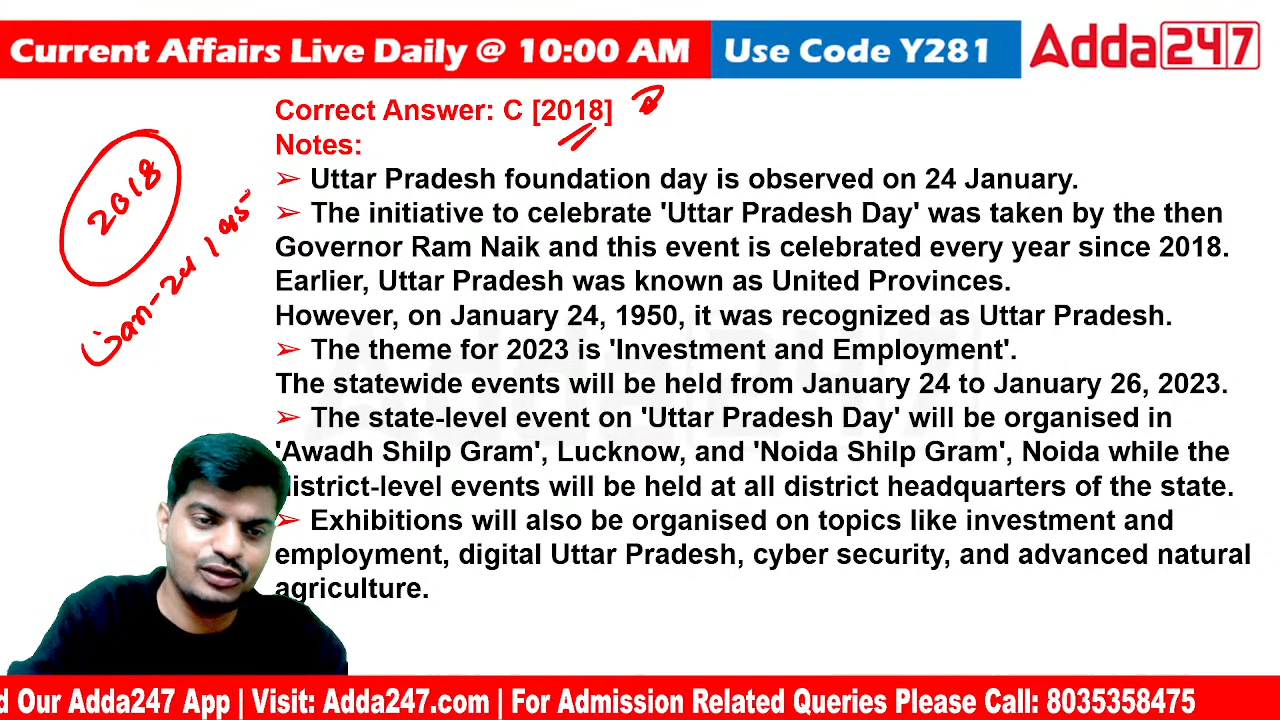 Current Affairs Live Daily @ 10:00 AM
Use Code Y281
Adda247
Correct Answer: C [2018]
Notes:
➢ Uttar Pradesh foundation day is observed on 24 January.
➢ The initiative to celebrate 'Uttar Pradesh Day' was taken by the then
Governor Ram Naik and this event is celebrated every year since 2018.
Earlier, Uttar Pradesh was known as United Provinces.
However, on January 24, 1950, it was recognized as Uttar Pradesh.
➢ The theme for 2023 is 'Investment and Employment'.
The statewide events will be held from January 24 to January 26, 2023.
➢ The state-level event on 'Uttar Pradesh Day' will be organised in
'Awadh Shilp Gram', Lucknow, and 'Noida Shilp Gram', Noida while the
district-level events will be held at all district headquarters of the state.
➢ Exhibitions will also be organised on topics like investment and
employment, digital Uttar Pradesh, cyber security, and advanced natural
agriculture.
2018
Jan-24
Our Adda247 App | Visit: Adda247.com | For Admission Related Queries Please Call: 8035358475